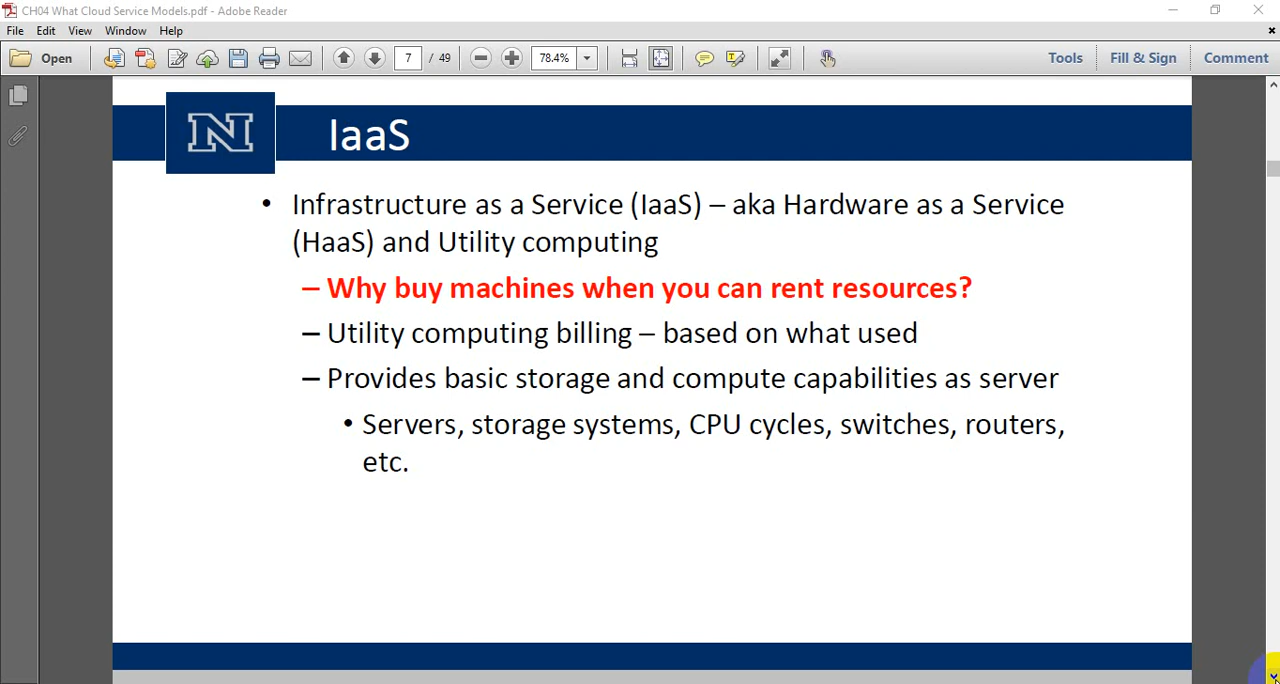 CH04 What Cloud Service Models.pdf - Adobe Reader
File Edit View Window Help
Open 7 / 49 78.4% Tools Fill & Sign Comment
N IaaS
• Infrastructure as a Service (IaaS) – aka Hardware as a Service
(HaaS) and Utility computing
– Why buy machines when you can rent resources?
– Utility computing billing – based on what used
– Provides basic storage and compute capabilities as server
• Servers, storage systems, CPU cycles, switches, routers,
etc.